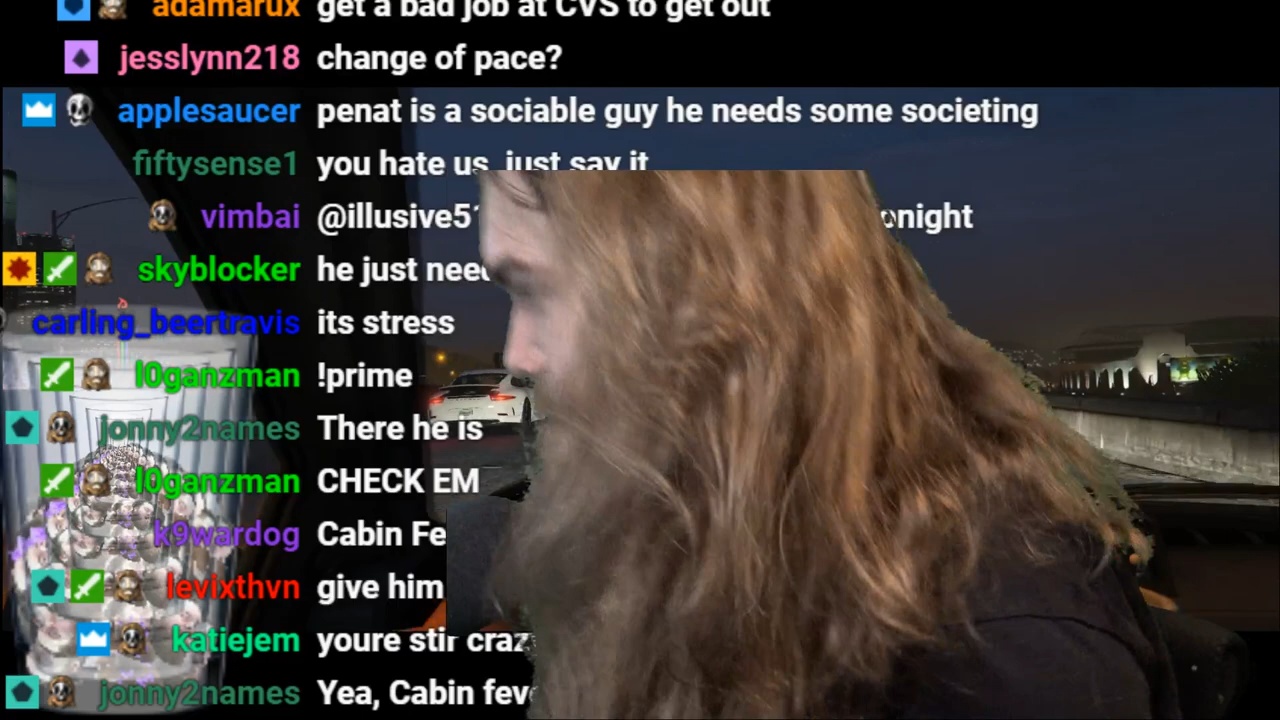 adamarux get a bad job at CVS to get out
jesslynn218 change of pace?
applesaucer penat is a sociable guy he needs some societing
fiftysense1 you hate us, just say it
vimbai @illusive5 onight
skyblocker he just need
carling_beertravis its stress
l0ganzman !prime
jonny2names There he is
l0ganzman CHECK EM
k9wardog Cabin Fe
levixthvn give him
katiejem youre stir craz
jonny2names Yea, Cabin feve